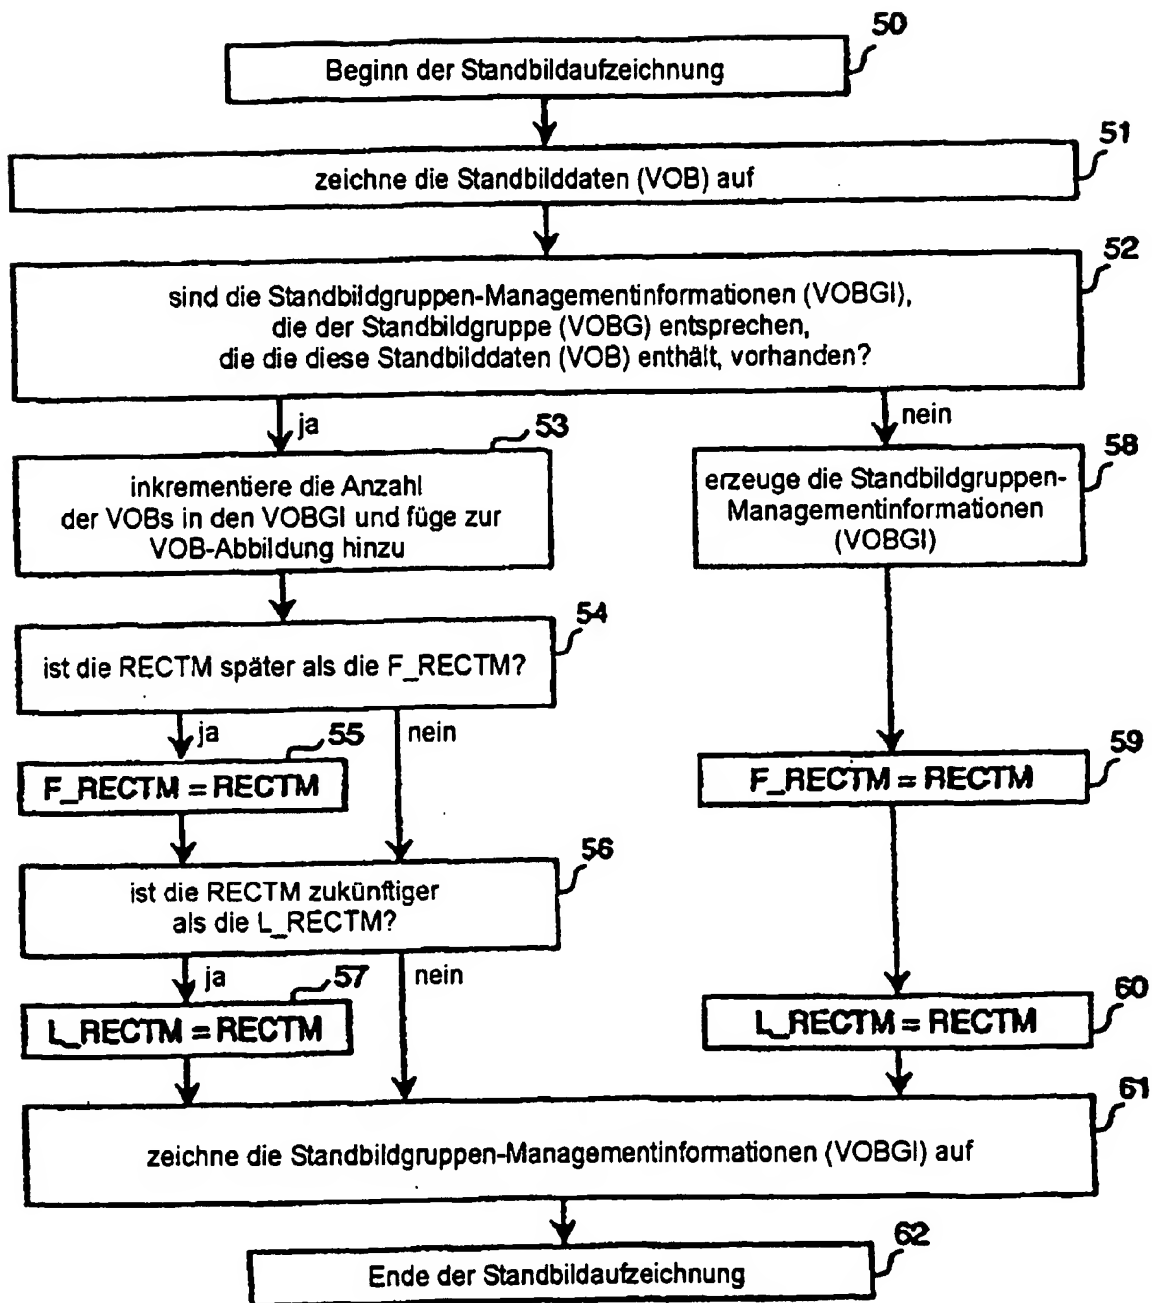 50
Beginn der Standbildaufzeichnung
51
zeichne die Standbilddaten (VOB) auf
52
sind die Standbildgruppen-Managementinformationen (VOBGI),
die der Standbildgruppe (VOBG) entsprechen,
die die diese Standbilddaten (VOB) enthält, vorhanden?
ja
nein
53
inkrementiere die Anzahl
der VOBs in den VOBGI und füge zur
VOB-Abbildung hinzu
58
erzeuge die Standbildgruppen-
Managementinformationen
(VOBGI)
54
ist die RECTM später als die F_RECTM?
ja
nein
55
F_RECTM = RECTM
59
F_RECTM = RECTM
56
ist die RECTM zukünftiger
als die L_RECTM?
ja
nein
57
L_RECTM = RECTM
60
L_RECTM = RECTM
61
zeichne die Standbildgruppen-Managementinformationen (VOBGI) auf
62
Ende der Standbildaufzeichnung